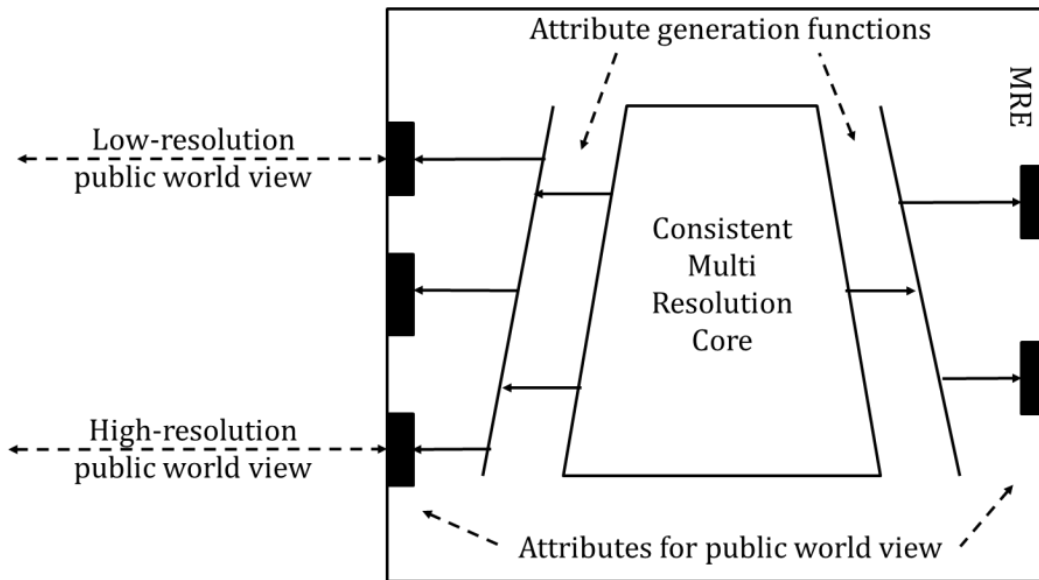 Attribute generation functions
MRE
Low-resolution
public world view
Consistent
Multi
Resolution
Core
High-resolution
public world view
Attributes for public world view